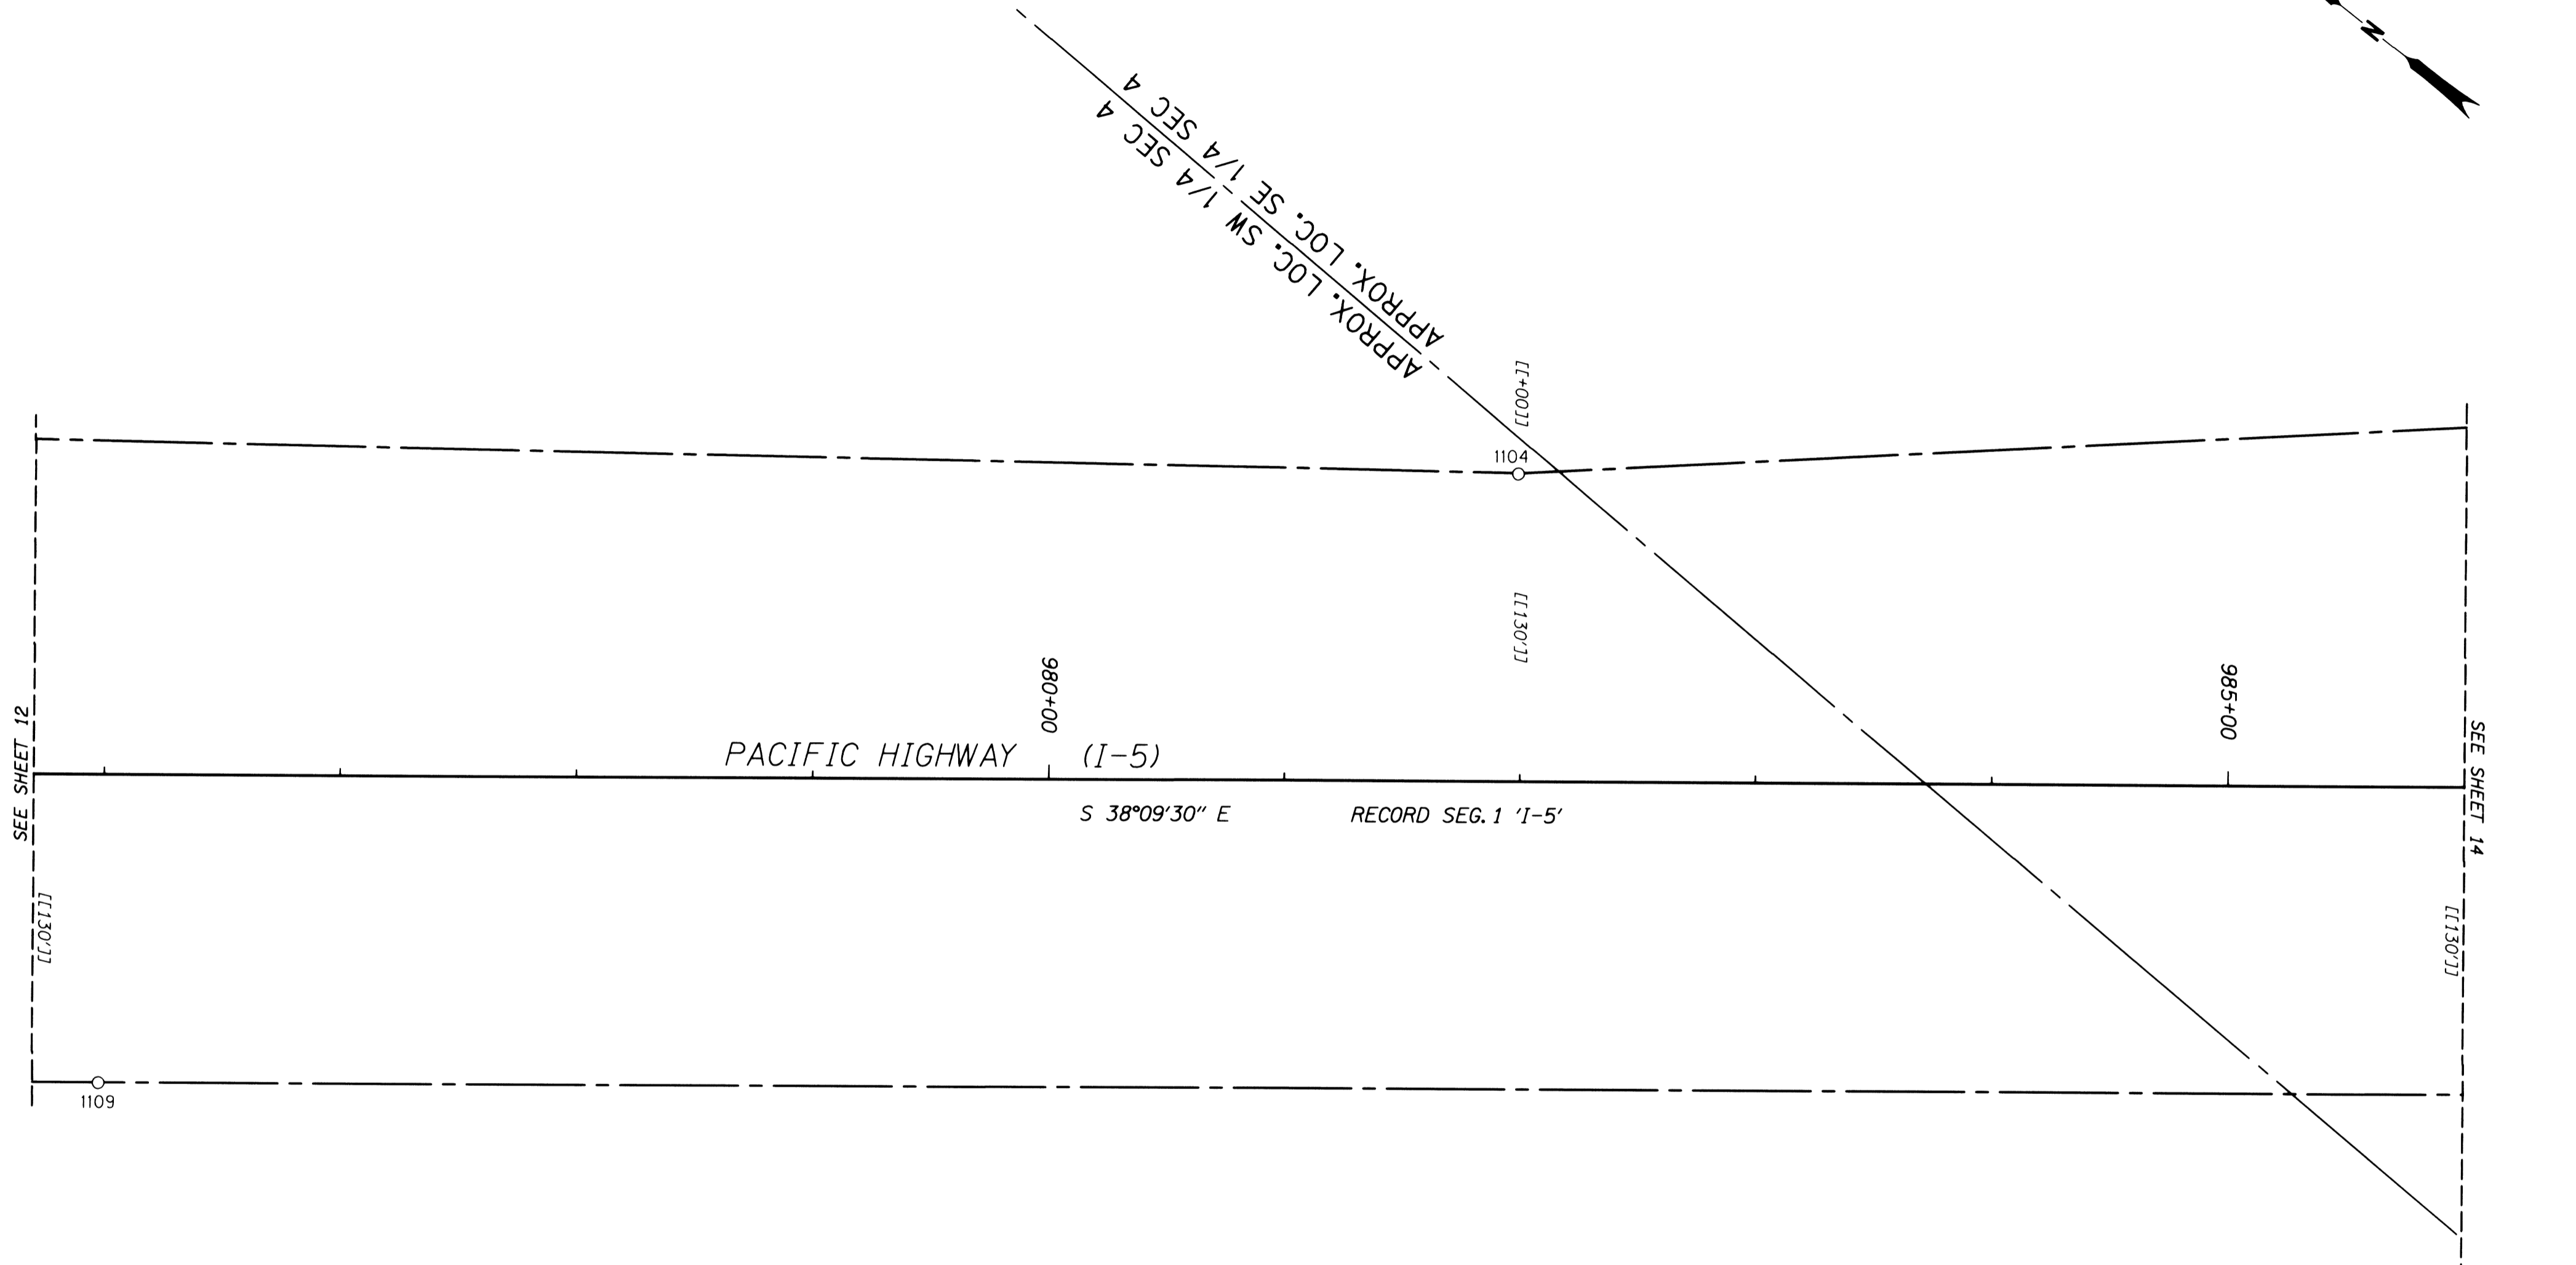 N
APPROX. LOC. SE 1/4 SEC 4
APPROX. LOC. SW 1/4 SEC 4
[[+00]]
1104
[[130']]
980+00
985+00
SEE SHEET 12
PACIFIC HIGHWAY (I-5)
SEE SHEET 14
S 38°09'30" E
RECORD SEG. 1 'I-5'
[[130']]
[[130']]
1109